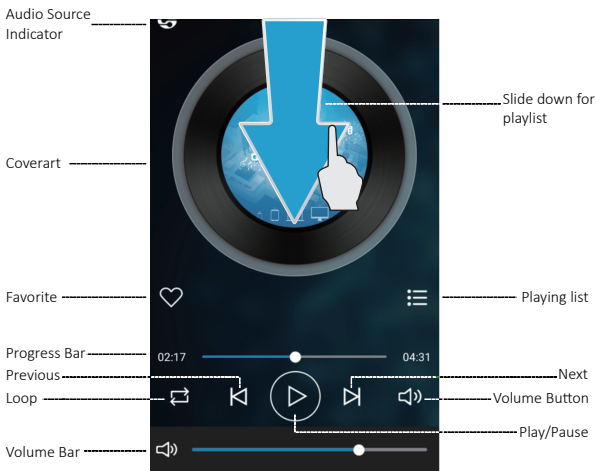 Audio Source
Indicator
Slide down for
playlist
Coverart
Favorite
Playing list
Progress Bar
02:17
04:31
Previous
Next
Loop
Volume Button
Play/Pause
Volume Bar